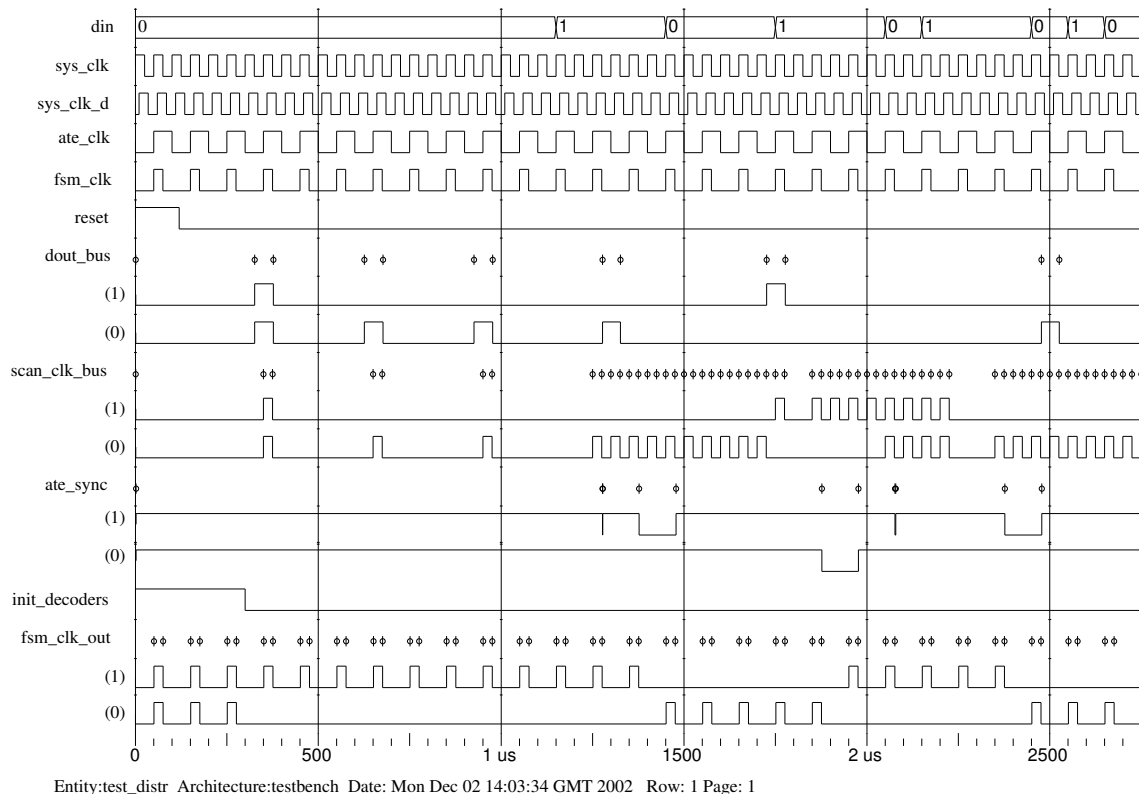 din 0 1 0 1 0 1 0 1 0
sys_clk
sys_clk_d
ate_clk
fsm_clk
reset
dout_bus
(1)
(0)
scan_clk_bus
(1)
(0)
ate_sync
(1)
(0)
init_decoders
fsm_clk_out
(1)
(0)
0 500 1 us 1500 2 us 2500
Entity:test_distr Architecture:testbench Date: Mon Dec 02 14:03:34 GMT 2002 Row: 1 Page: 1